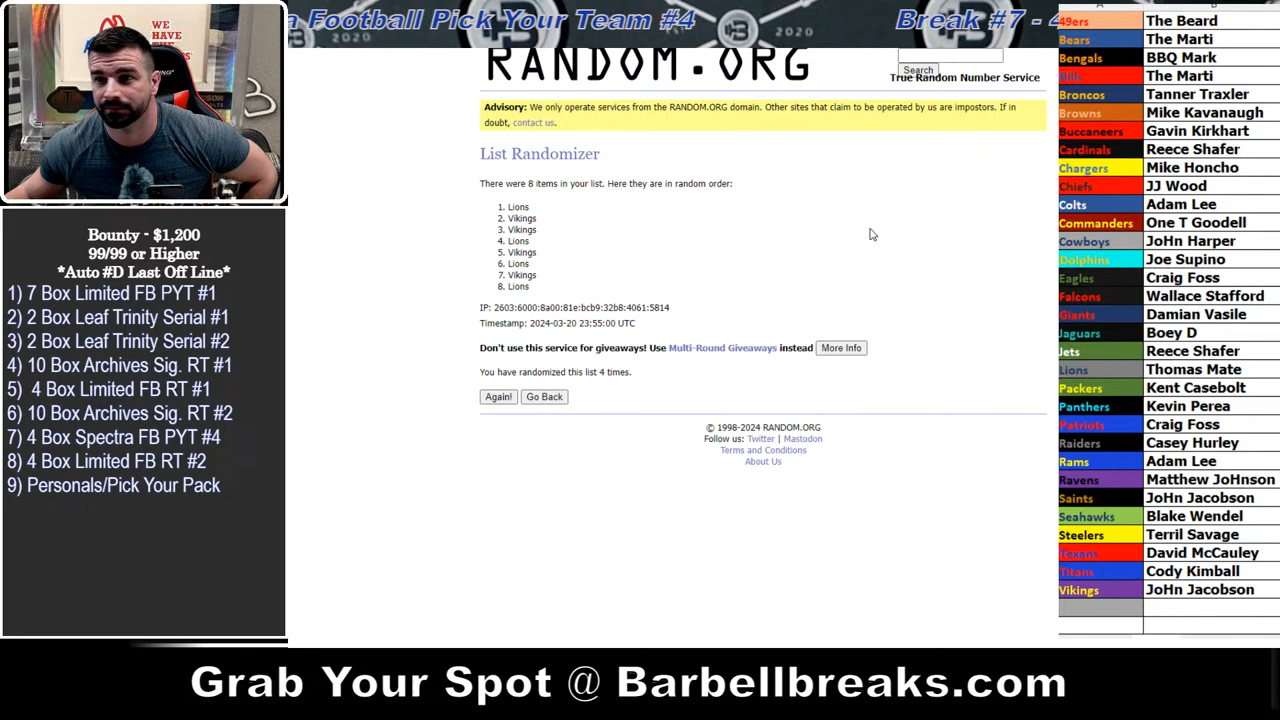 a Football Pick Your Team #4
Break #7 - 4
2020
WE
HAVE
THE
Bounty - $1,200
99/99 or Higher
*Auto #D Last Off Line*
1) 7 Box Limited FB PYT #1
2) 2 Box Leaf Trinity Serial #1
3) 2 Box Leaf Trinity Serial #2
4) 10 Box Archives Sig. RT #1
5) 4 Box Limited FB RT #1
6) 10 Box Archives Sig. RT #2
7) 4 Box Spectra FB PYT #4
8) 4 Box Limited FB RT #2
9) Personals/Pick Your Pack
RANDOM.ORG
Search
True Random Number Service
Advisory: We only operate services from the RANDOM.ORG domain. Other sites that claim to be operated by us are impostors. If in
doubt, contact us.
List Randomizer
There were 8 items in your list. Here they are in random order:
1. Lions
2. Vikings
3. Vikings
4. Lions
5. Vikings
6. Lions
7. Vikings
8. Lions
IP: 2603:6000:8a00:81e:bcb9:32b8:4061:5814
Timestamp: 2024-03-20 23:55:00 UTC
Don't use this service for giveaways! Use Multi-Round Giveaways instead More Info
You have randomized this list 4 times.
Again! Go Back
© 1998-2024 RANDOM.ORG
Follow us: Twitter | Mastodon
Terms and Conditions
About Us
49ers The Beard
Bears The Marti
Bengals BBQ Mark
Bills The Marti
Broncos Tanner Traxler
Browns Mike Kavanaugh
Buccaneers Gavin Kirkhart
Cardinals Reece Shafer
Chargers Mike Honcho
Chiefs JJ Wood
Colts Adam Lee
Commanders One T Goodell
Cowboys JoHn Harper
Dolphins Joe Supino
Eagles Craig Foss
Falcons Wallace Stafford
Giants Damian Vasile
Jaguars Boey D
Jets Reece Shafer
Lions Thomas Mate
Packers Kent Casebolt
Panthers Kevin Perea
Patriots Craig Foss
Raiders Casey Hurley
Rams Adam Lee
Ravens Matthew JoHnson
Saints JoHn Jacobson
Seahawks Blake Wendel
Steelers Terril Savage
Texans David McCauley
Titans Cody Kimball
Vikings JoHn Jacobson
Grab Your Spot @ Barbellbreaks.com